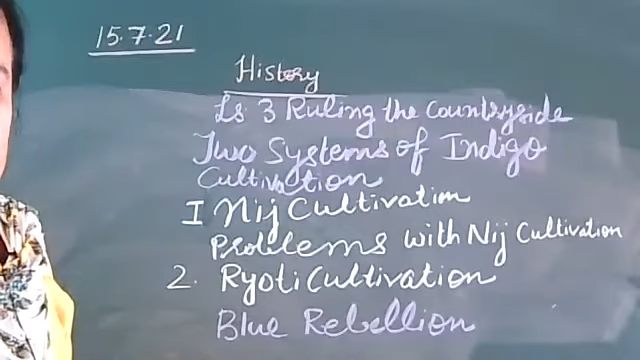 15.7.21
History
Ls 3 Ruling the Countryside
Two Systems of Indigo
Cultivation
I Nij Cultivation
Problems with Nij Cultivation
2. Ryoti Cultivation
Blue Rebellion